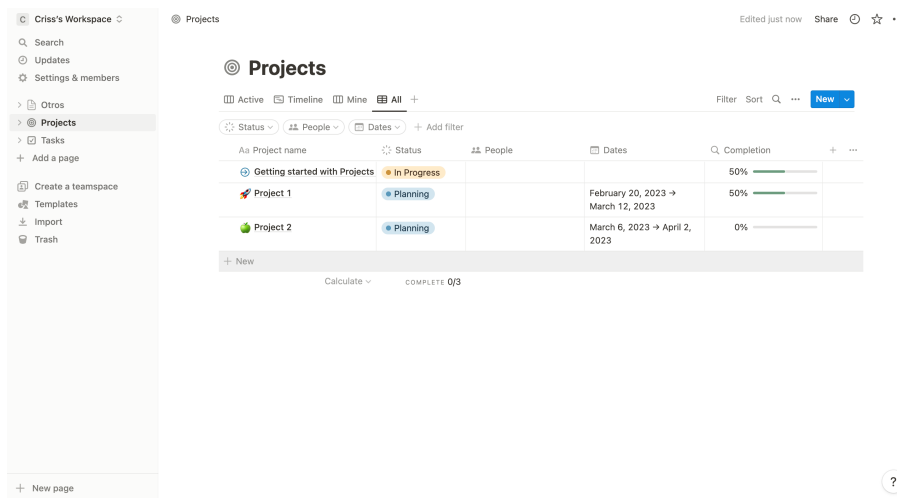 C Criss's Workspace
Search
Updates
Settings & members
Otros
Projects
Tasks
Add a page
Create a teamspace
Templates
Import
Trash
New page
Projects
Edited just now Share
Projects
Active Timeline Mine All
Filter Sort New
Status People Dates Add filter
Aa Project name Status People Dates Completion
Getting started with Projects In Progress 50%
Project 1 Planning February 20, 2023 → March 12, 2023 50%
Project 2 Planning March 6, 2023 → April 2, 2023 0%
New
Calculate COMPLETE 0/3
?